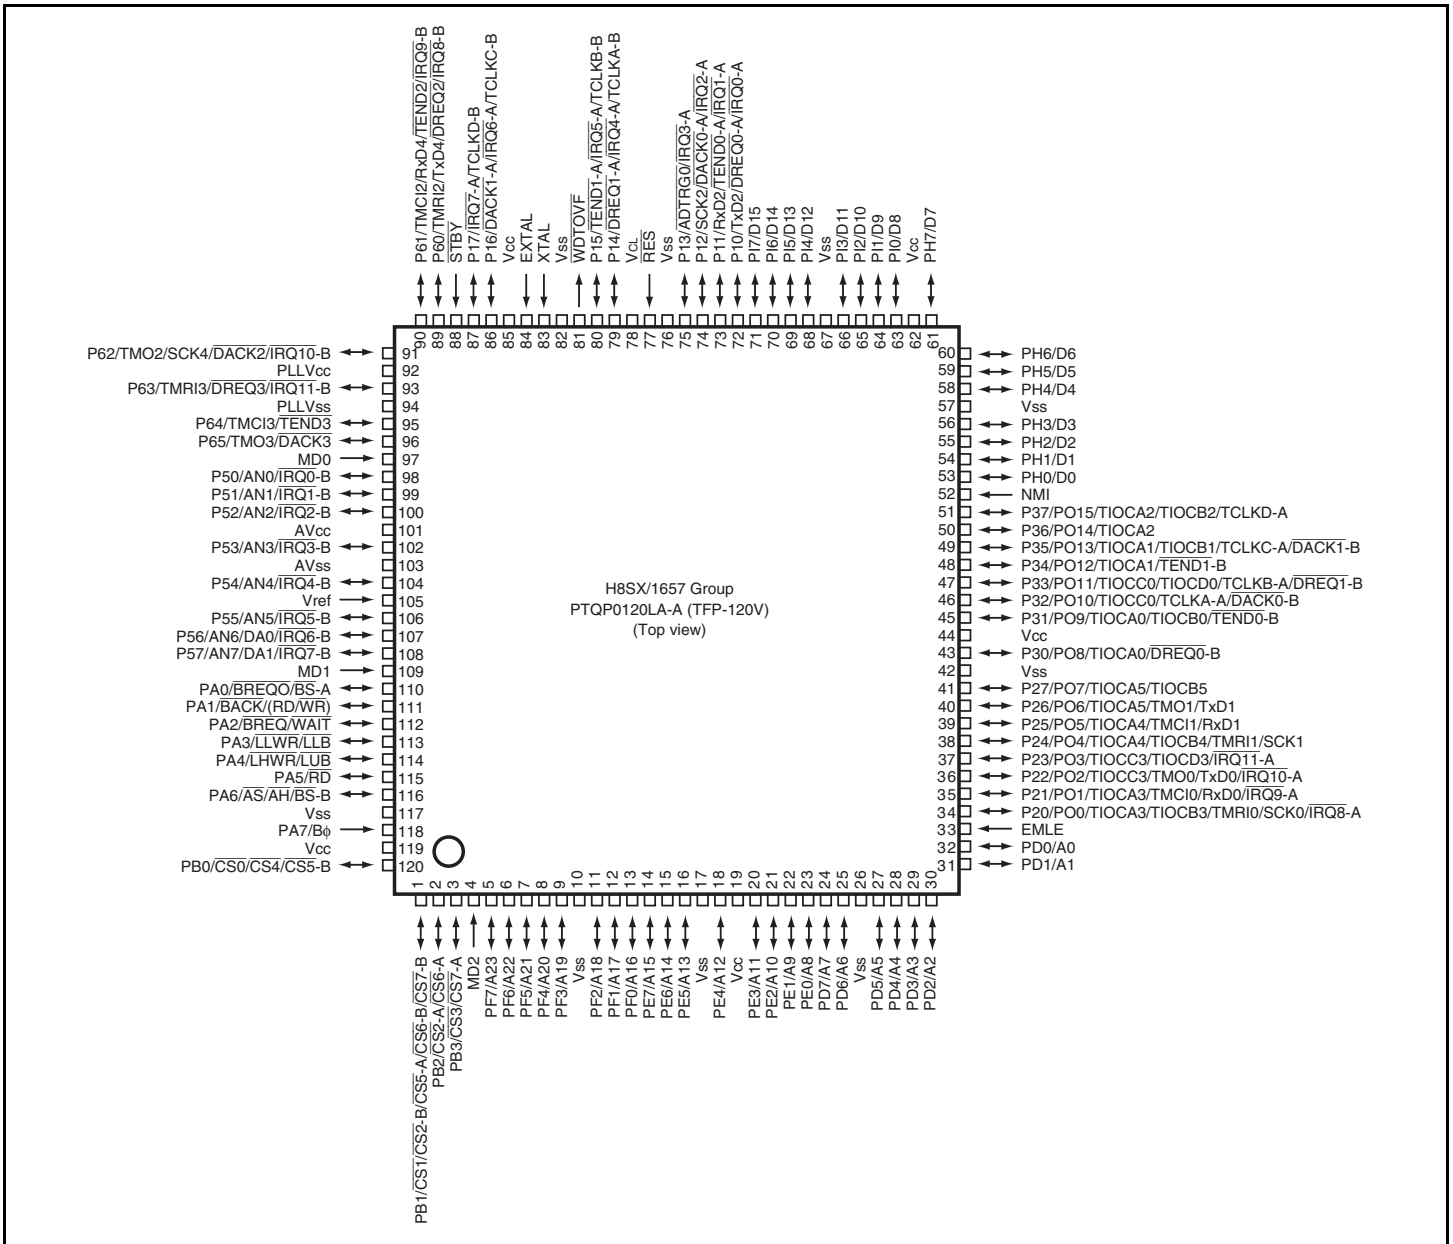 P61/TMCI2/RxD4/TEND2/IRQ9-B
P60/TMRI2/TxD4/DREQ2/IRQ8-B
STBY
P17/IRQ7-A/TCLKD-B
P16/DACK1-A/IRQ6-A/TCLKC-B
Vcc
EXTAL
XTAL
Vss
WDTOVF
P15/TEND1-A/IRQ5-A/TCLKB-B
P14/DREQ1-A/IRQ4-A/TCLKA-B
VCL
RES
Vss
P13/ADTRG0/IRQ3-A
P12/SCK2/DACK0-A/IRQ2-A
P11/RxD2/TEND0-A/IRQ1-A
P10/TxD2/DREQ0-A/IRQ0-A
PI7/D15
PI6/D14
PI5/D13
PI4/D12
Vss
PI3/D11
PI2/D10
PI1/D9
PI0/D8
Vcc
PH7/D7
90
89
88
87
86
85
84
83
82
81
80
79
78
77
76
75
74
73
72
71
70
69
68
67
66
65
64
63
62
61
P62/TMO2/SCK4/DACK2/IRQ10-B 91
PLLVcc 92
P63/TMRI3/DREQ3/IRQ11-B 93
PLLVss 94
P64/TMCI3/TEND3 95
P65/TMO3/DACK3 96
MD0 97
P50/AN0/IRQ0-B 98
P51/AN1/IRQ1-B 99
P52/AN2/IRQ2-B 100
AVcc 101
P53/AN3/IRQ3-B 102
AVss 103
P54/AN4/IRQ4-B 104
Vref 105
P55/AN5/IRQ5-B 106
P56/AN6/DA0/IRQ6-B 107
P57/AN7/DA1/IRQ7-B 108
MD1 109
PA0/BREQO/BS-A 110
PA1/BACK/(RD/WR) 111
PA2/BREQ/WAIT 112
PA3/LLWR/LLB 113
PA4/LHWR/LUB 114
PA5/RD 115
PA6/AS/AH/BS-B 116
Vss 117
PA7/Bϕ 118
Vcc 119
PB0/CS0/CS4/CS5-B 120
H8SX/1657 Group
PTQP0120LA-A (TFP-120V)
(Top view)
60 PH6/D6
59 PH5/D5
58 PH4/D4
57 Vss
56 PH3/D3
55 PH2/D2
54 PH1/D1
53 PH0/D0
52 NMI
51 P37/PO15/TIOCA2/TIOCB2/TCLKD-A
50 P36/PO14/TIOCA2
49 P35/PO13/TIOCA1/TIOCB1/TCLKC-A/DACK1-B
48 P34/PO12/TIOCA1/TEND1-B
47 P33/PO11/TIOCC0/TIOCD0/TCLKB-A/DREQ1-B
46 P32/PO10/TIOCC0/TCLKA-A/DACK0-B
45 P31/PO9/TIOCA0/TIOCB0/TEND0-B
44 Vcc
43 P30/PO8/TIOCA0/DREQ0-B
42 Vss
41 P27/PO7/TIOCA5/TIOCB5
40 P26/PO6/TIOCA5/TMO1/TxD1
39 P25/PO5/TIOCA4/TMCI1/RxD1
38 P24/PO4/TIOCA4/TIOCB4/TMRI1/SCK1
37 P23/PO3/TIOCC3/TIOCD3/IRQ11-A
36 P22/PO2/TIOCC3/TMO0/TxD0/IRQ10-A
35 P21/PO1/TIOCA3/TMCI0/RxD0/IRQ9-A
34 P20/PO0/TIOCA3/TIOCB3/TMRI0/SCK0/IRQ8-A
33 EMLE
32 PD0/A0
31 PD1/A1
1
2
3
4
5
6
7
8
9
10
11
12
13
14
15
16
17
18
19
20
21
22
23
24
25
26
27
28
29
30
PB1/CS1/CS2-B/CS5-A/CS6-B/CS7-B
PB2/CS2-A/CS6-A
PB3/CS3/CS7-A
MD2
PF7/A23
PF6/A22
PF5/A21
PF4/A20
PF3/A19
Vss
PF2/A18
PF1/A17
PF0/A16
PE7/A15
PE6/A14
PE5/A13
Vss
PE4/A12
Vcc
PE3/A11
PE2/A10
PE1/A9
PE0/A8
PD7/A7
PD6/A6
Vss
PD5/A5
PD4/A4
PD3/A3
PD2/A2